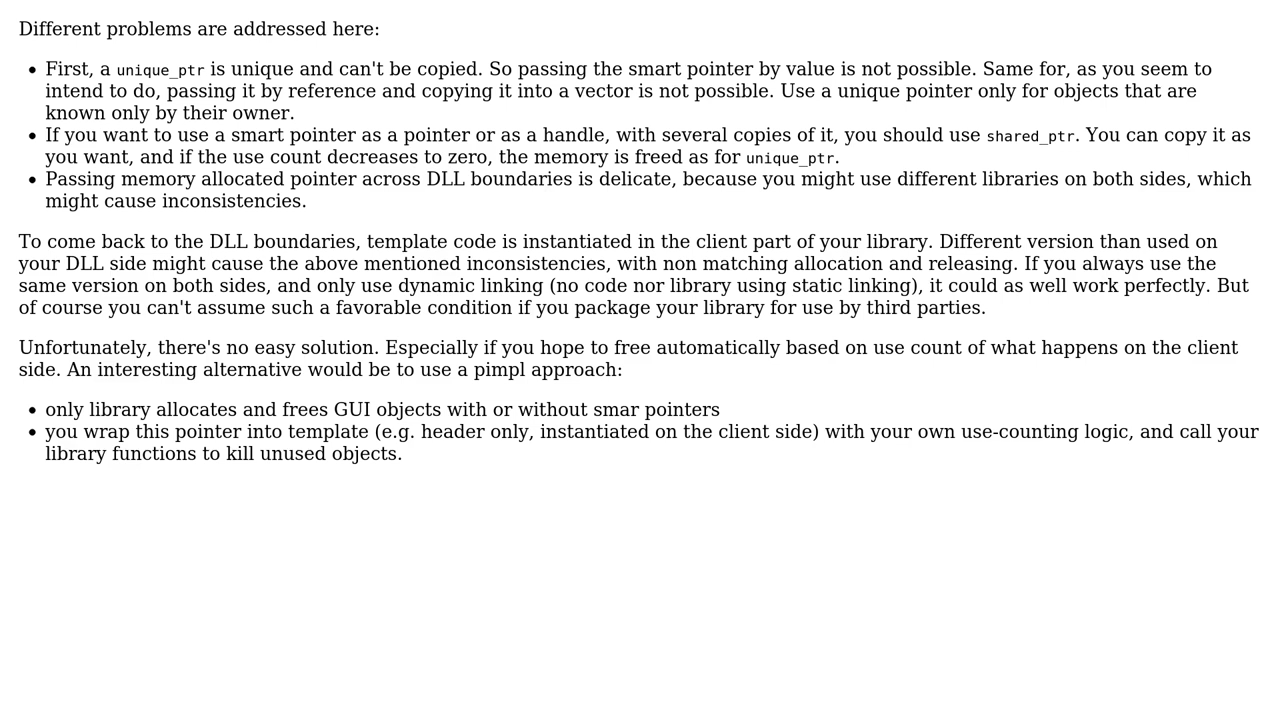 Different problems are addressed here:
• First, a unique_ptr is unique and can't be copied. So passing the smart pointer by value is not possible. Same for, as you seem to
intend to do, passing it by reference and copying it into a vector is not possible. Use a unique pointer only for objects that are
known only by their owner.
• If you want to use a smart pointer as a pointer or as a handle, with several copies of it, you should use shared_ptr. You can copy it as
you want, and if the use count decreases to zero, the memory is freed as for unique_ptr.
• Passing memory allocated pointer across DLL boundaries is delicate, because you might use different libraries on both sides, which
might cause inconsistencies.
To come back to the DLL boundaries, template code is instantiated in the client part of your library. Different version than used on
your DLL side might cause the above mentioned inconsistencies, with non matching allocation and releasing. If you always use the
same version on both sides, and only use dynamic linking (no code nor library using static linking), it could as well work perfectly. But
of course you can't assume such a favorable condition if you package your library for use by third parties.
Unfortunately, there's no easy solution. Especially if you hope to free automatically based on use count of what happens on the client
side. An interesting alternative would be to use a pimpl approach:
• only library allocates and frees GUI objects with or without smar pointers
• you wrap this pointer into template (e.g. header only, instantiated on the client side) with your own use-counting logic, and call your
library functions to kill unused objects.